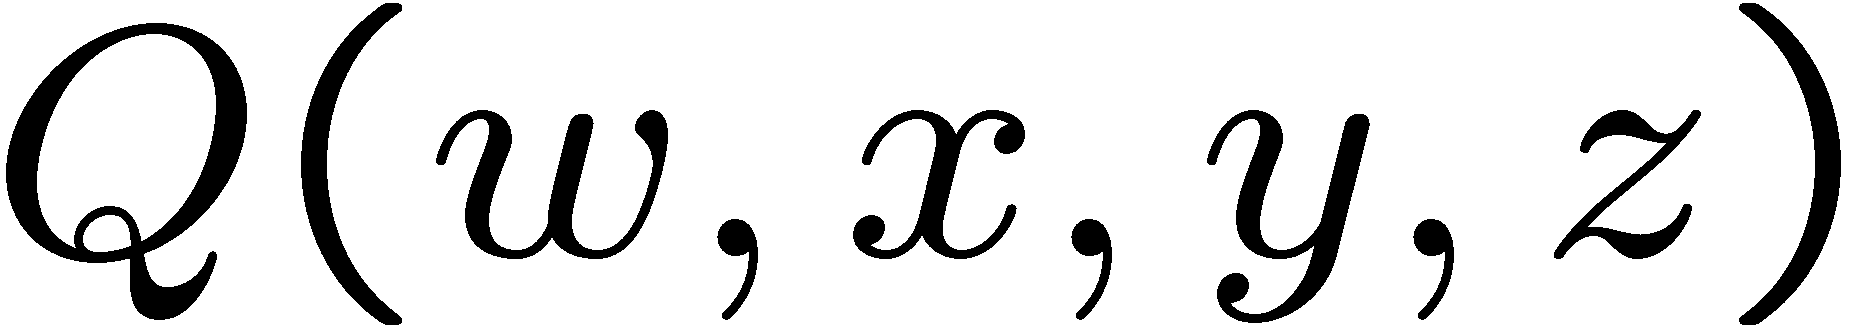 Q(w, x, y, z)